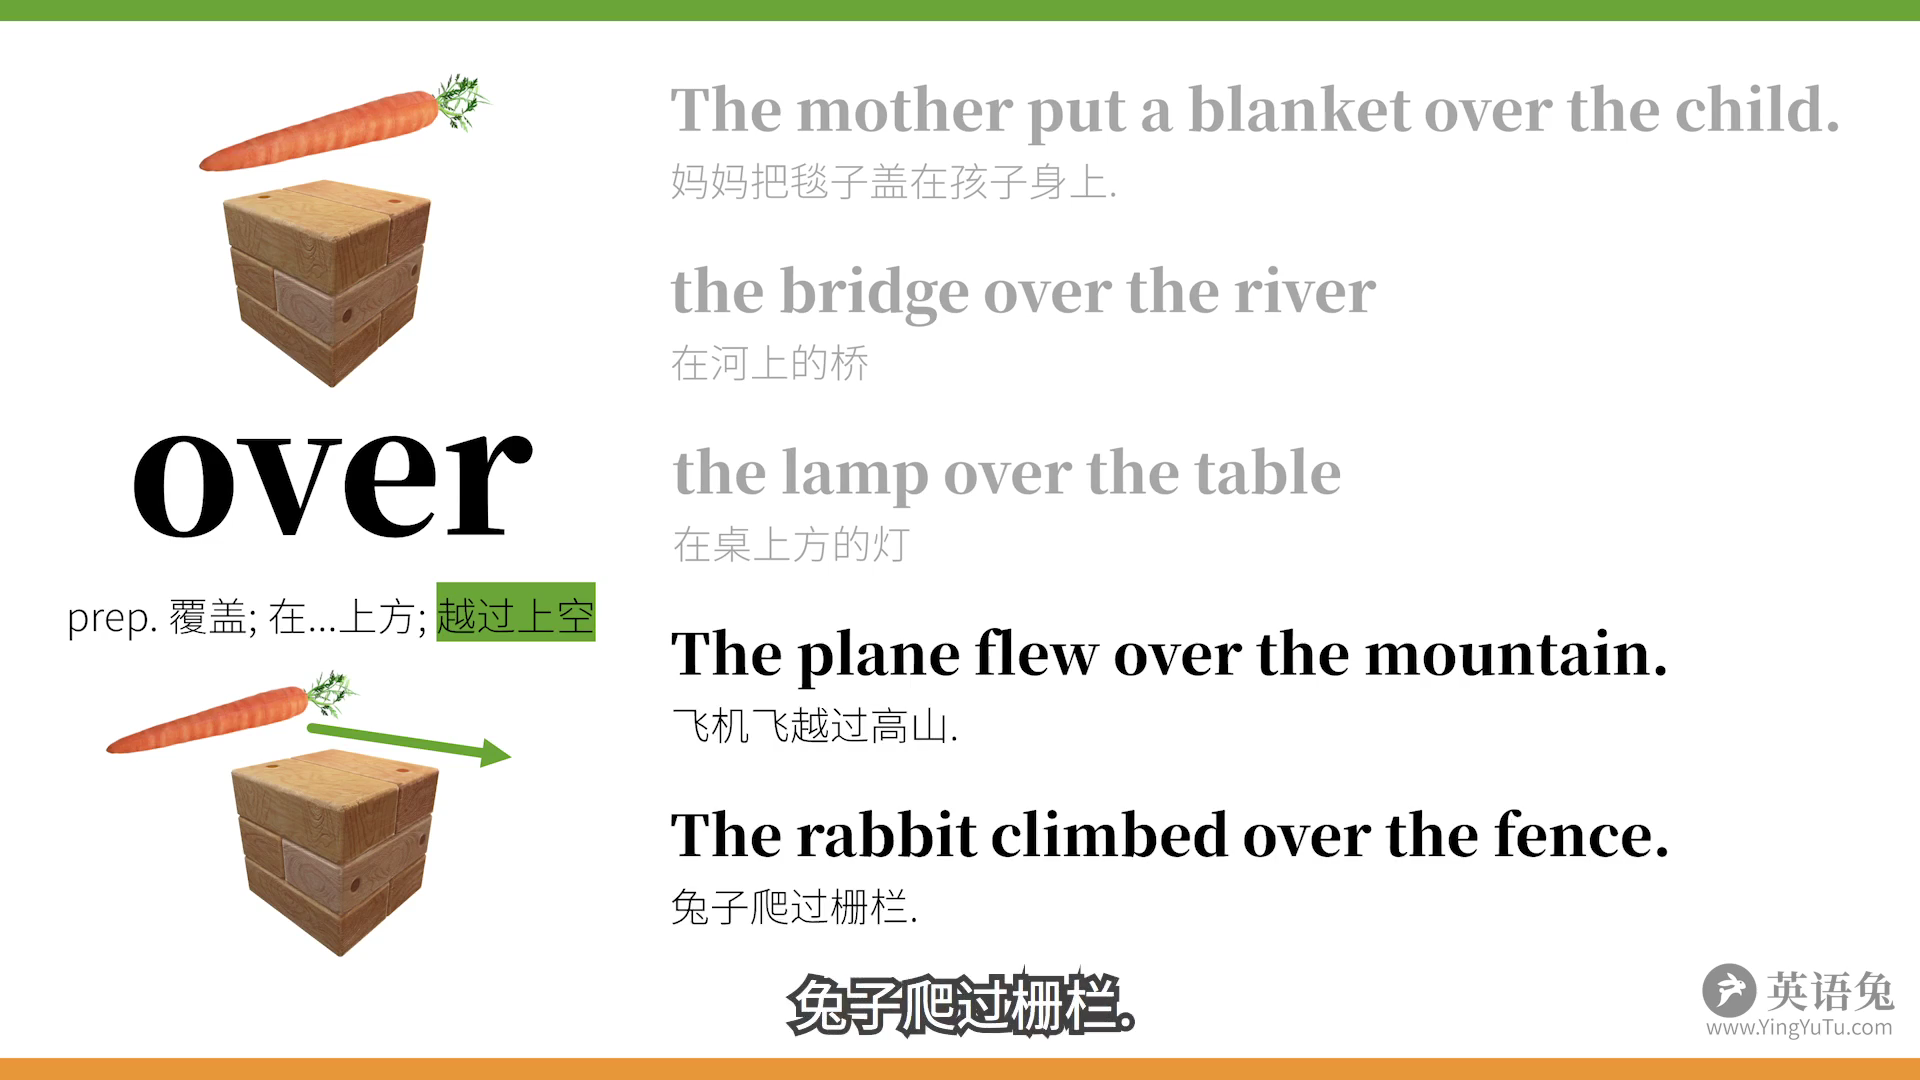 over
prep. 覆盖; 在...上方; 越过上空
The mother put a blanket over the child.
妈妈把毯子盖在孩子身上.
the bridge over the river
在河上的桥
the lamp over the table
在桌上方的灯
The plane flew over the mountain.
飞机飞越过高山.
The rabbit climbed over the fence.
兔子爬过栅栏.
兔子爬过栅栏.
英语兔
www.YingYuTu.com